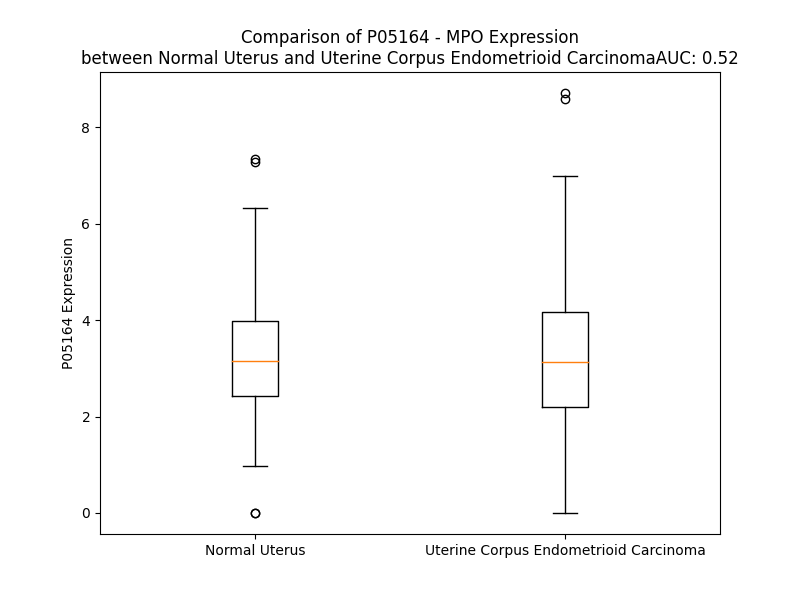 Comparison of P05164 - MPO Expression
between Normal Uterus and Uterine Corpus Endometrioid CarcinomaAUC: 0.52
8
6
4
2
0
P05164 Expression
Normal Uterus
Uterine Corpus Endometrioid Carcinoma